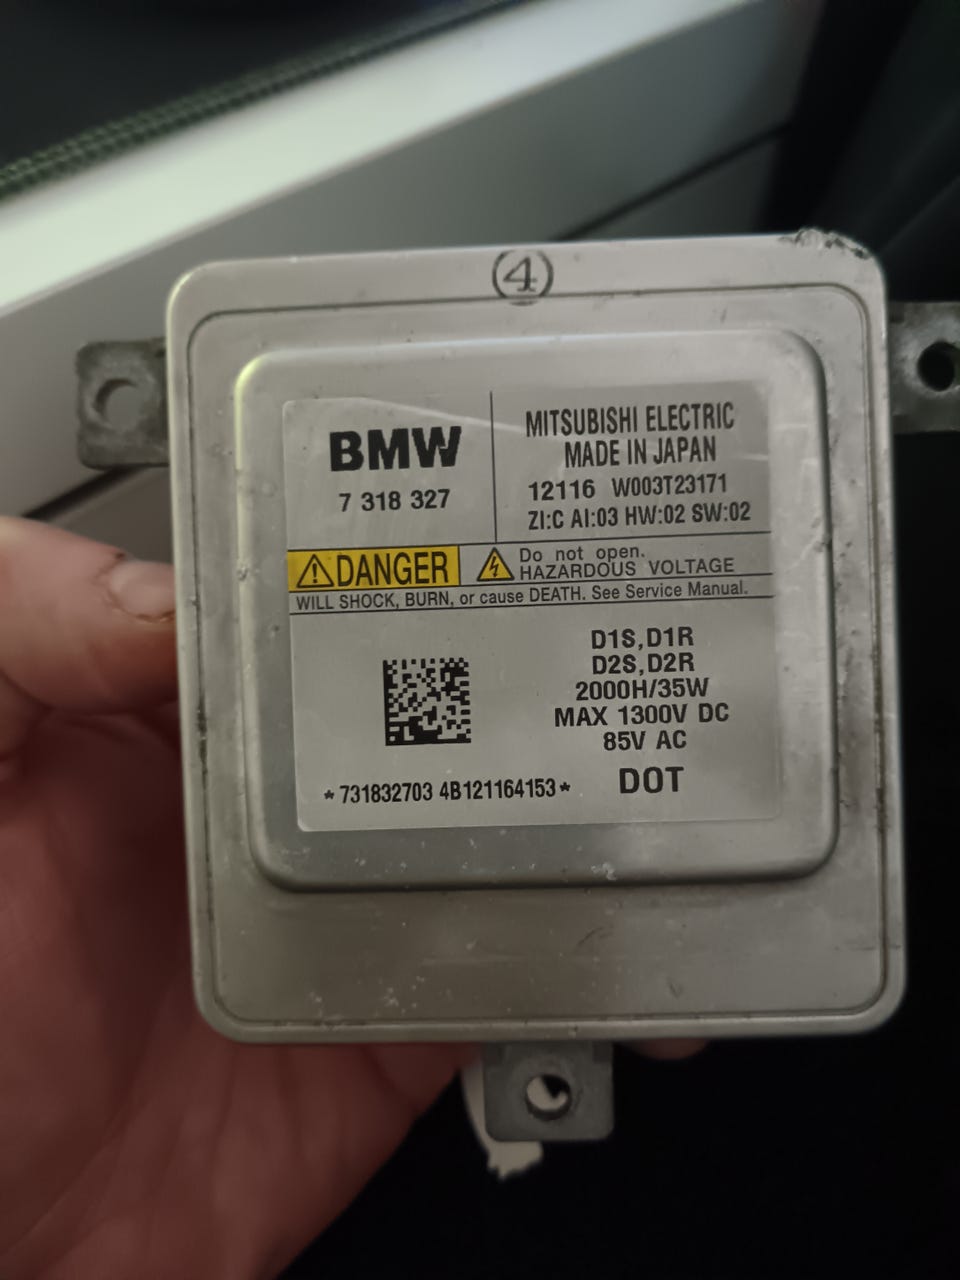 4
BMW
7 318 327
MITSUBISHI ELECTRIC
MADE IN JAPAN
12116 W003T23171
ZI:C AI:03 HW:02 SW:02
DANGER
Do not open.
HAZARDOUS VOLTAGE
WILL SHOCK, BURN, or cause DEATH. See Service Manual.
D1S,D1R
D2S,D2R
2000H/35W
MAX 1300V DC
85V AC
DOT
*731832703 4B121164153*